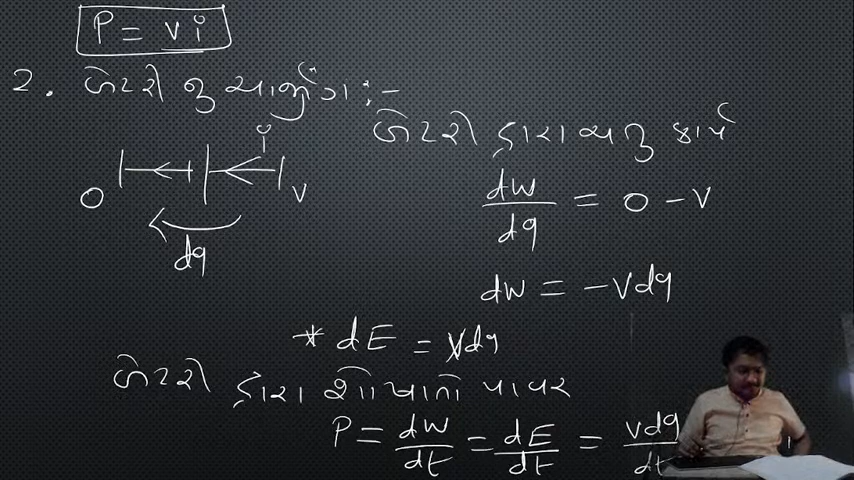 P = vi
2. બેટરી નું ચાર્જીંગ :-
i
O V
dq
બેટરી દ્વારા થતુ કાર્ય
dw/dq = 0 - V
dw = -Vdq
* dE = Vdq
બેટરી દ્વારા શોષાતો પાવર
P = dw/dt = dE/dt = Vdq/dt